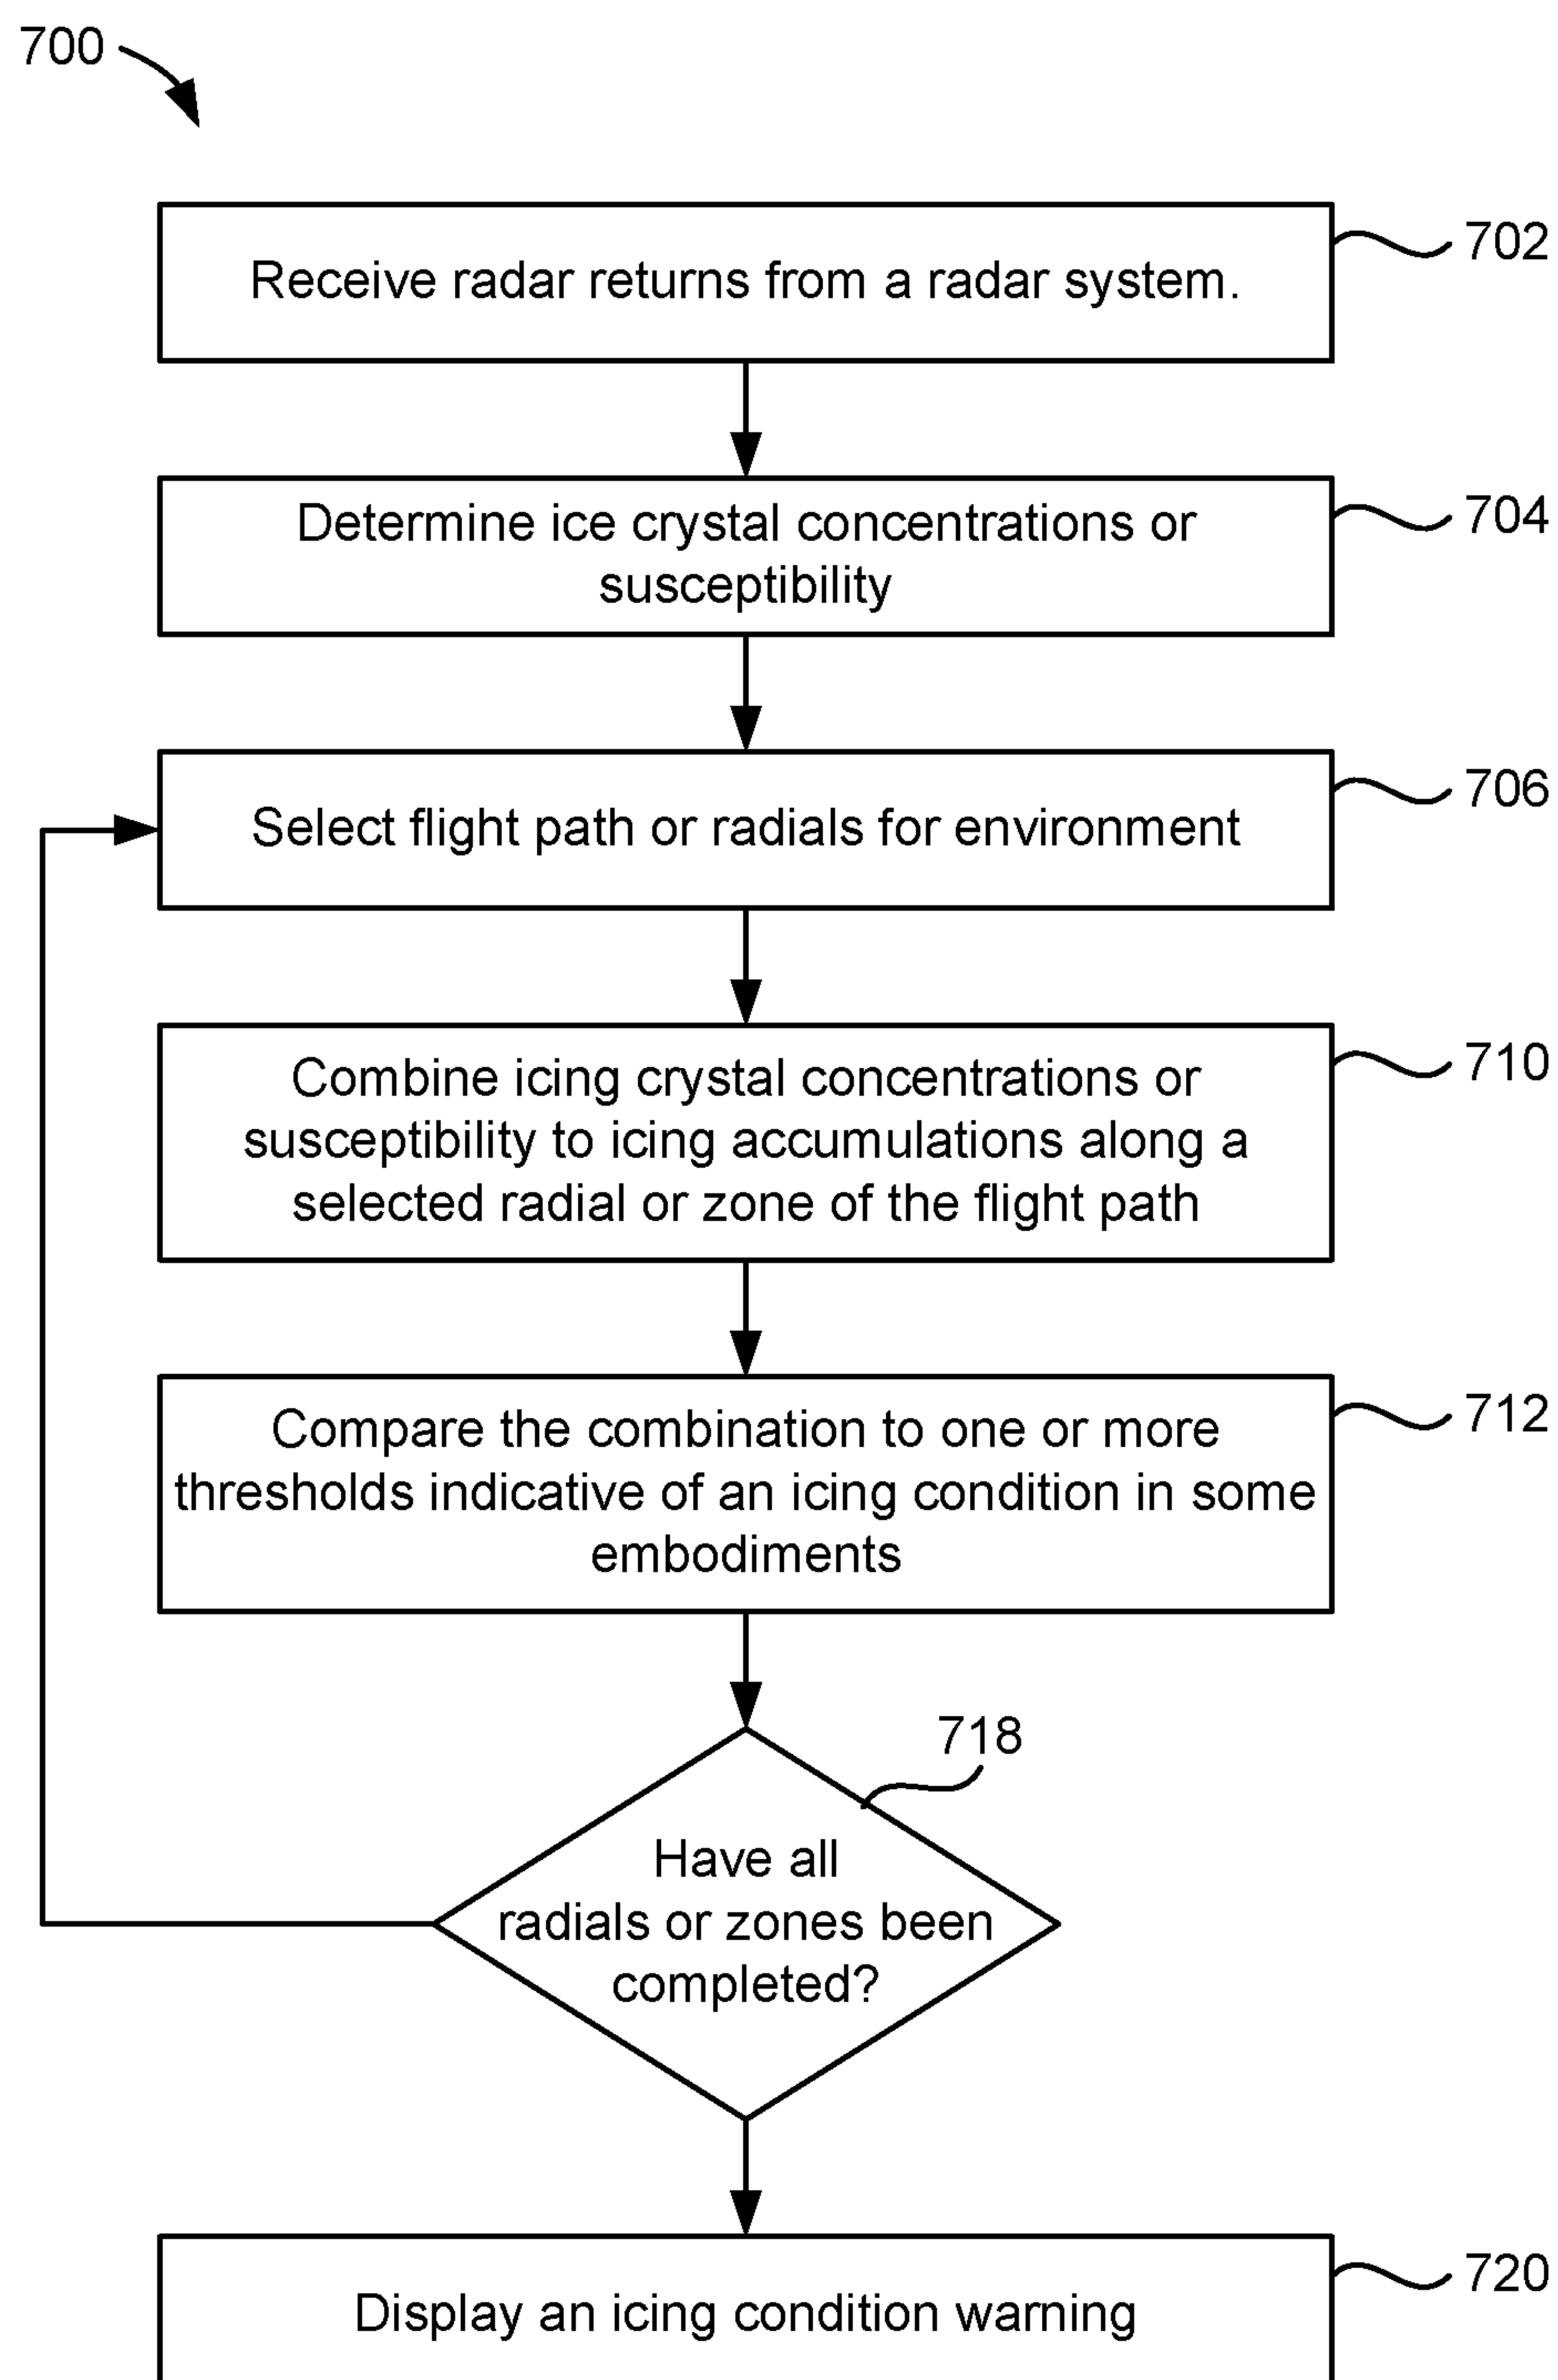 700
Receive radar returns from a radar system.
702
Determine ice crystal concentrations or
susceptibility
704
Select flight path or radials for environment
706
Combine icing crystal concentrations or
susceptibility to icing accumulations along a
selected radial or zone of the flight path
710
Compare the combination to one or more
thresholds indicative of an icing condition in some
embodiments
712
718
Have all
radials or zones been
completed?
Display an icing condition warning
720